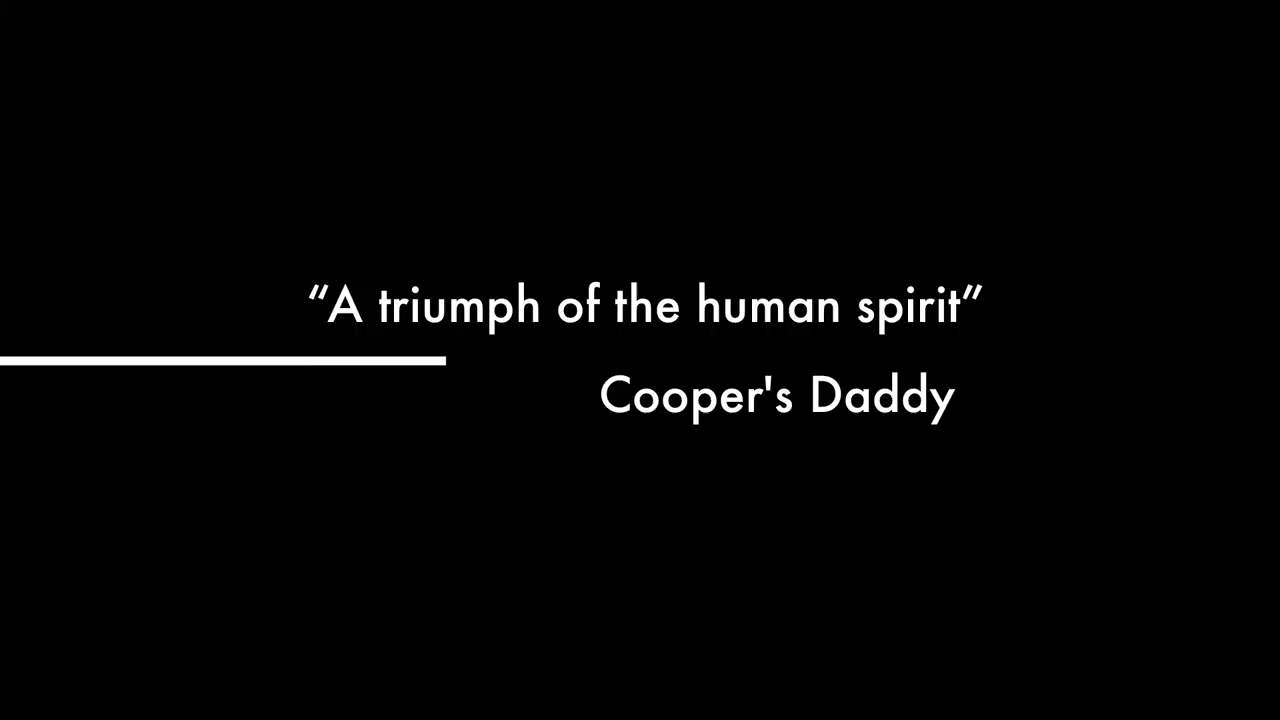 “A triumph of the human spirit”
Cooper's Daddy